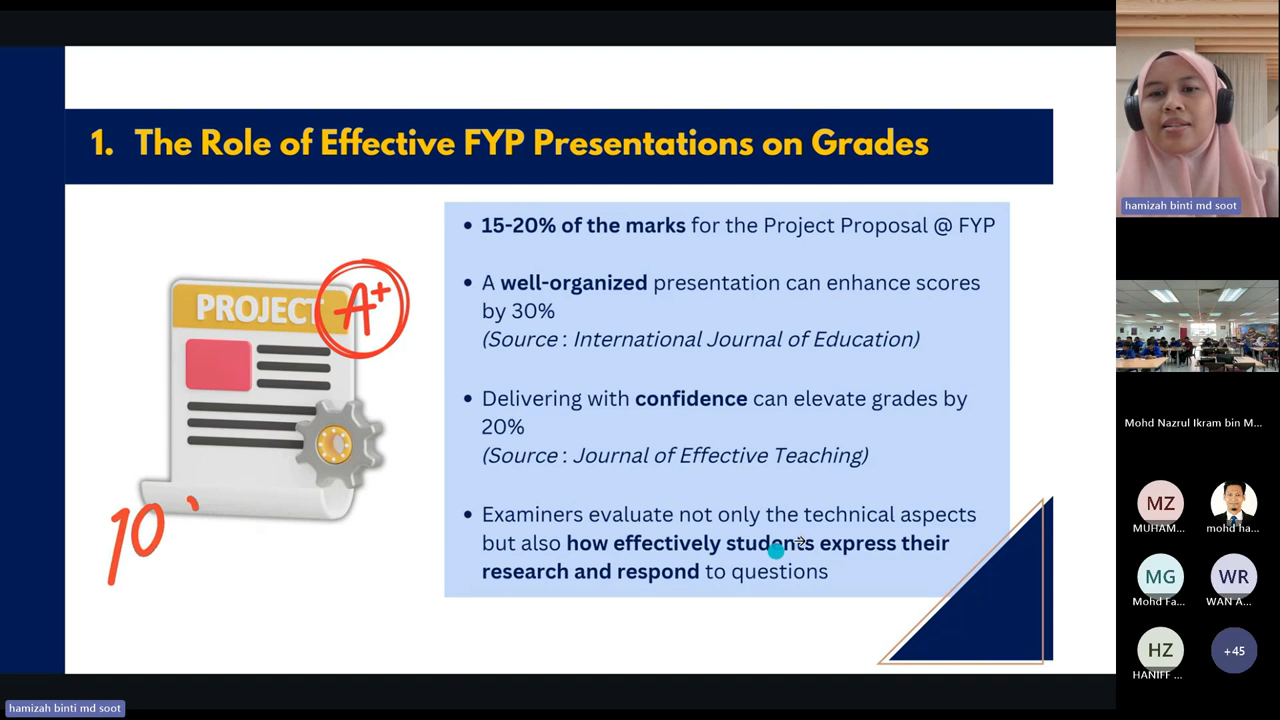 1. The Role of Effective FYP Presentations on Grades
PROJECT
A+
10
• 15-20% of the marks for the Project Proposal @ FYP
• A well-organized presentation can enhance scores
by 30%
(Source : International Journal of Education)
• Delivering with confidence can elevate grades by
20%
(Source : Journal of Effective Teaching)
• Examiners evaluate not only the technical aspects
but also how effectively students express their
research and respond to questions
hamizah binti md soot
Mohd Nazrul Ikram bin M...
MZ
MUHAM...
mohd ha...
MG
Mohd Fa...
WR
WAN A...
HZ
HANIFF ...
+45
hamizah binti md soot